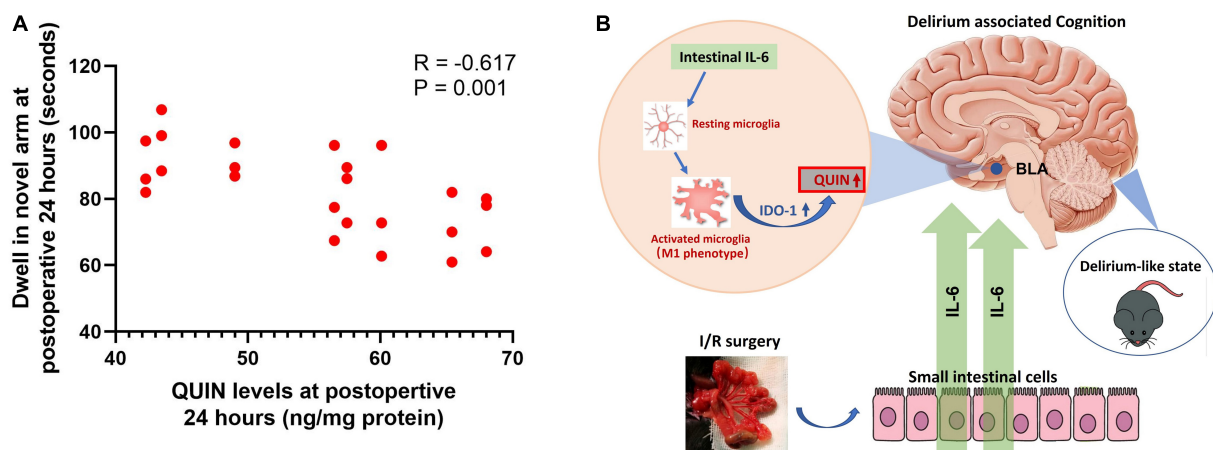 A
Dwell in novel arm at
postoperative 24 hours (seconds)
120
100
80
60
40
R = -0.617
P = 0.001
40
50
60
70
QUIN levels at postopertive
24 hours (ng/mg protein)
B
Delirium associated Cognition
Intestinal IL-6
Resting microglia
QUIN
IDO-1
Activated microglia
(M1 phenotype)
BLA
Delirium-like state
IL-6
IL-6
I/R surgery
Small intestinal cells